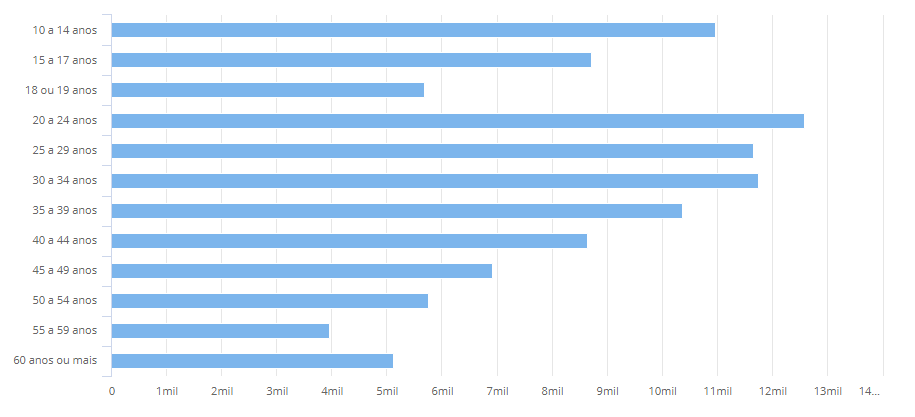 10 a 14 anos
15 a 17 anos
18 ou 19 anos
20 a 24 anos
25 a 29 anos
30 a 34 anos
35 a 39 anos
40 a 44 anos
45 a 49 anos
50 a 54 anos
55 a 59 anos
60 anos ou mais
0 1mil 2mil 3mil 4mil 5mil 6mil 7mil 8mil 9mil 10mil 11mil 12mil 13mil 14...